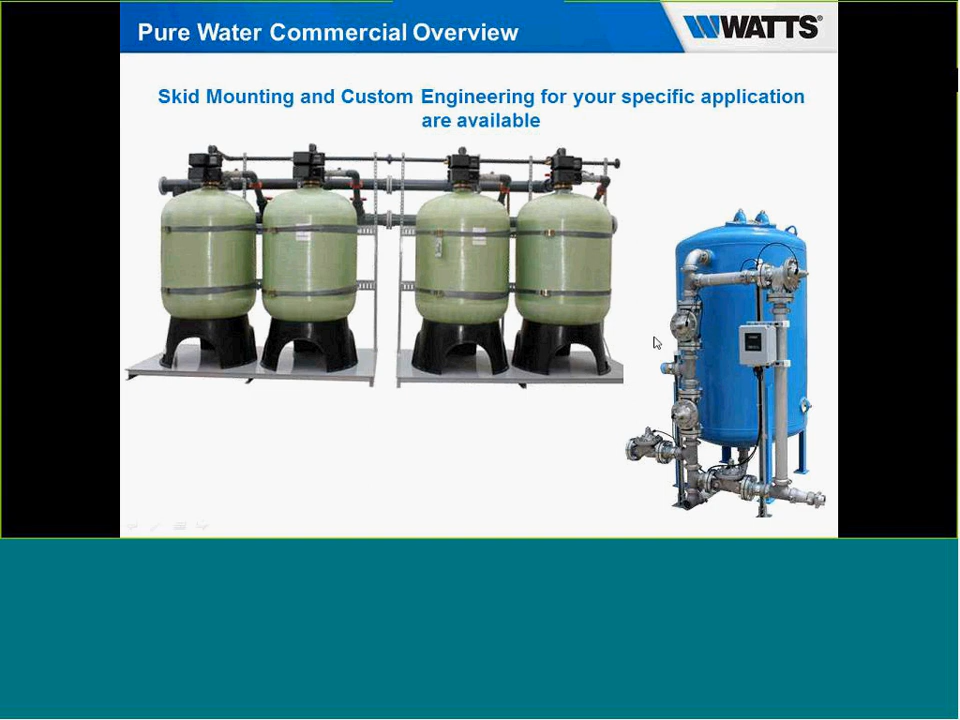 Pure Water Commercial Overview
WATTS®
Skid Mounting and Custom Engineering for your specific application
are available